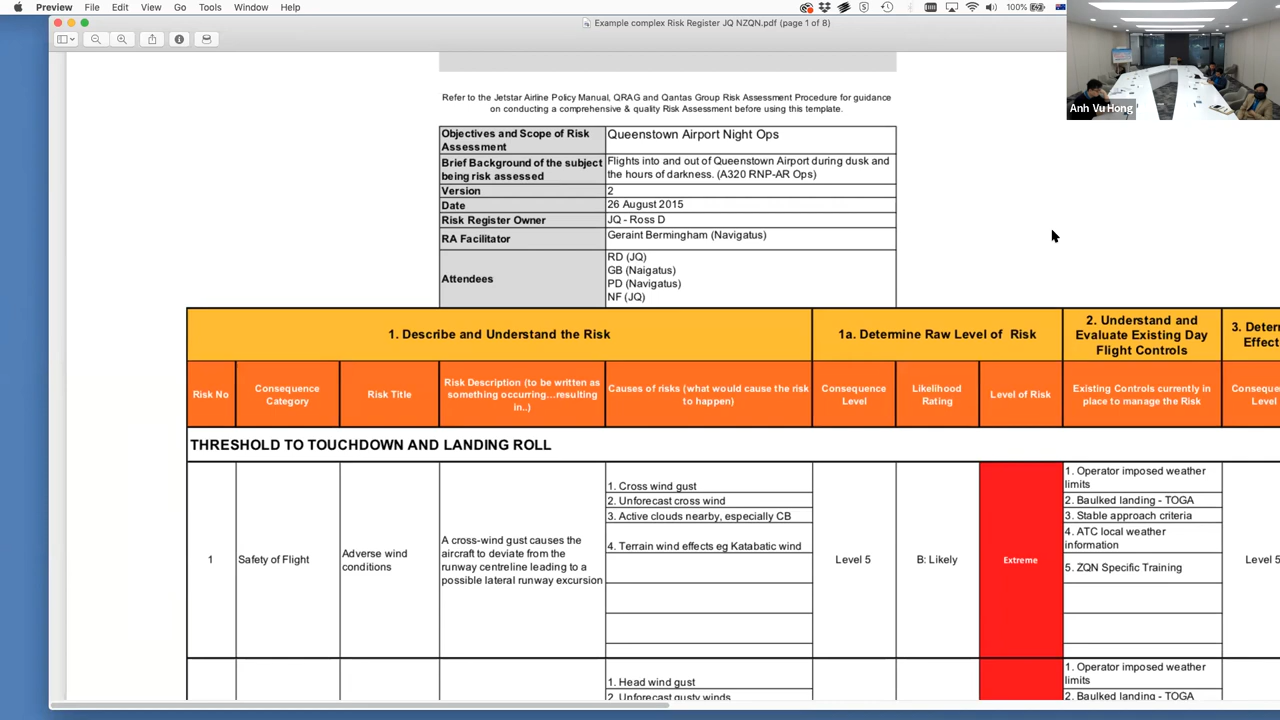 Preview File Edit View Go Tools Window Help
100%
Example complex Risk Register JQ NZQN.pdf (page 1 of 8)
Anh Vu Hong
Refer to the Jetstar Airline Policy Manual, QRAG and Qantas Group Risk Assessment Procedure for guidance
on conducting a comprehensive & quality Risk Assessment before using this template.
Objectives and Scope of Risk
Assessment
Queenstown Airport Night Ops
Brief Background of the subject
being risk assessed
Flights into and out of Queenstown Airport during dusk and
the hours of darkness. (A320 RNP-AR Ops)
Version
2
Date
26 August 2015
Risk Register Owner
JQ - Ross D
RA Facilitator
Geraint Bermingham (Navigatus)
Attendees
RD (JQ)
GB (Naigatus)
PD (Navigatus)
NF (JQ)
1. Describe and Understand the Risk
1a. Determine Raw Level of Risk
2. Understand and
Evaluate Existing Day
Flight Controls
3. Deter
Effec
Risk No
Consequence
Category
Risk Title
Risk Description (to be written as
something occurring...resulting
in..)
Causes of risks (what would cause the risk
to happen)
Consequence
Level
Likelihood
Rating
Level of Risk
Existing Controls currently in
place to manage the Risk
Conseque
Level
THRESHOLD TO TOUCHDOWN AND LANDING ROLL
1
Safety of Flight
Adverse wind
conditions
A cross-wind gust causes the
aircraft to deviate from the
runway centreline leading to a
possible lateral runway excursion
1. Cross wind gust
2. Unforecast cross wind
3. Active clouds nearby, especially CB
4. Terrain wind effects eg Katabatic wind
Level 5
B: Likely
Extreme
1. Operator imposed weather
limits
2. Baulked landing - TOGA
3. Stable approach criteria
4. ATC local weather
information
5. ZQN Specific Training
Level 5
1. Head wind gust
2. Unforecast gusty winds
1. Operator imposed weather
limits
2. Baulked landing - TOGA